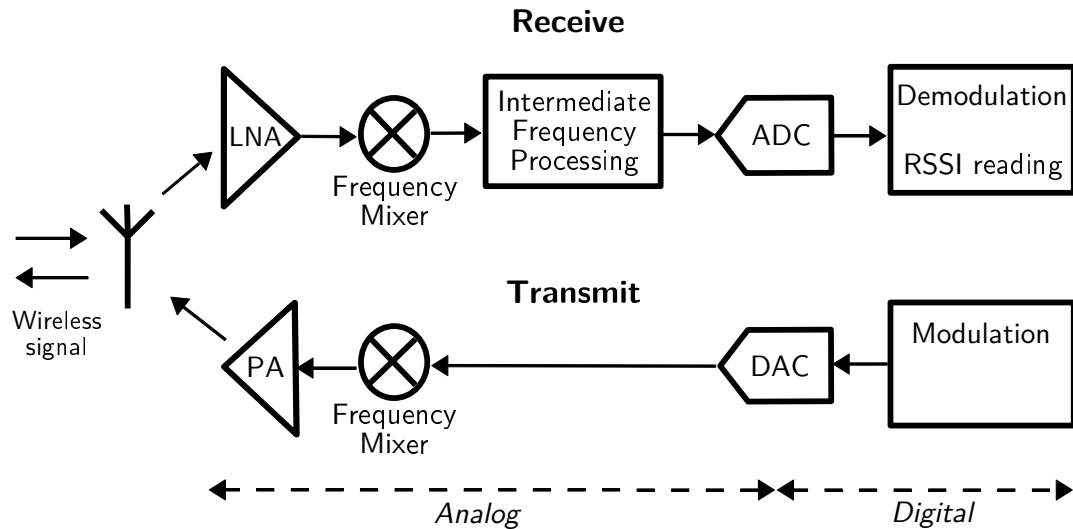 Receive
LNA
Frequency
Mixer
Intermediate
Frequency
Processing
ADC
Demodulation
RSSI reading
Wireless
signal
Transmit
PA
Frequency
Mixer
DAC
Modulation
Analog
Digital